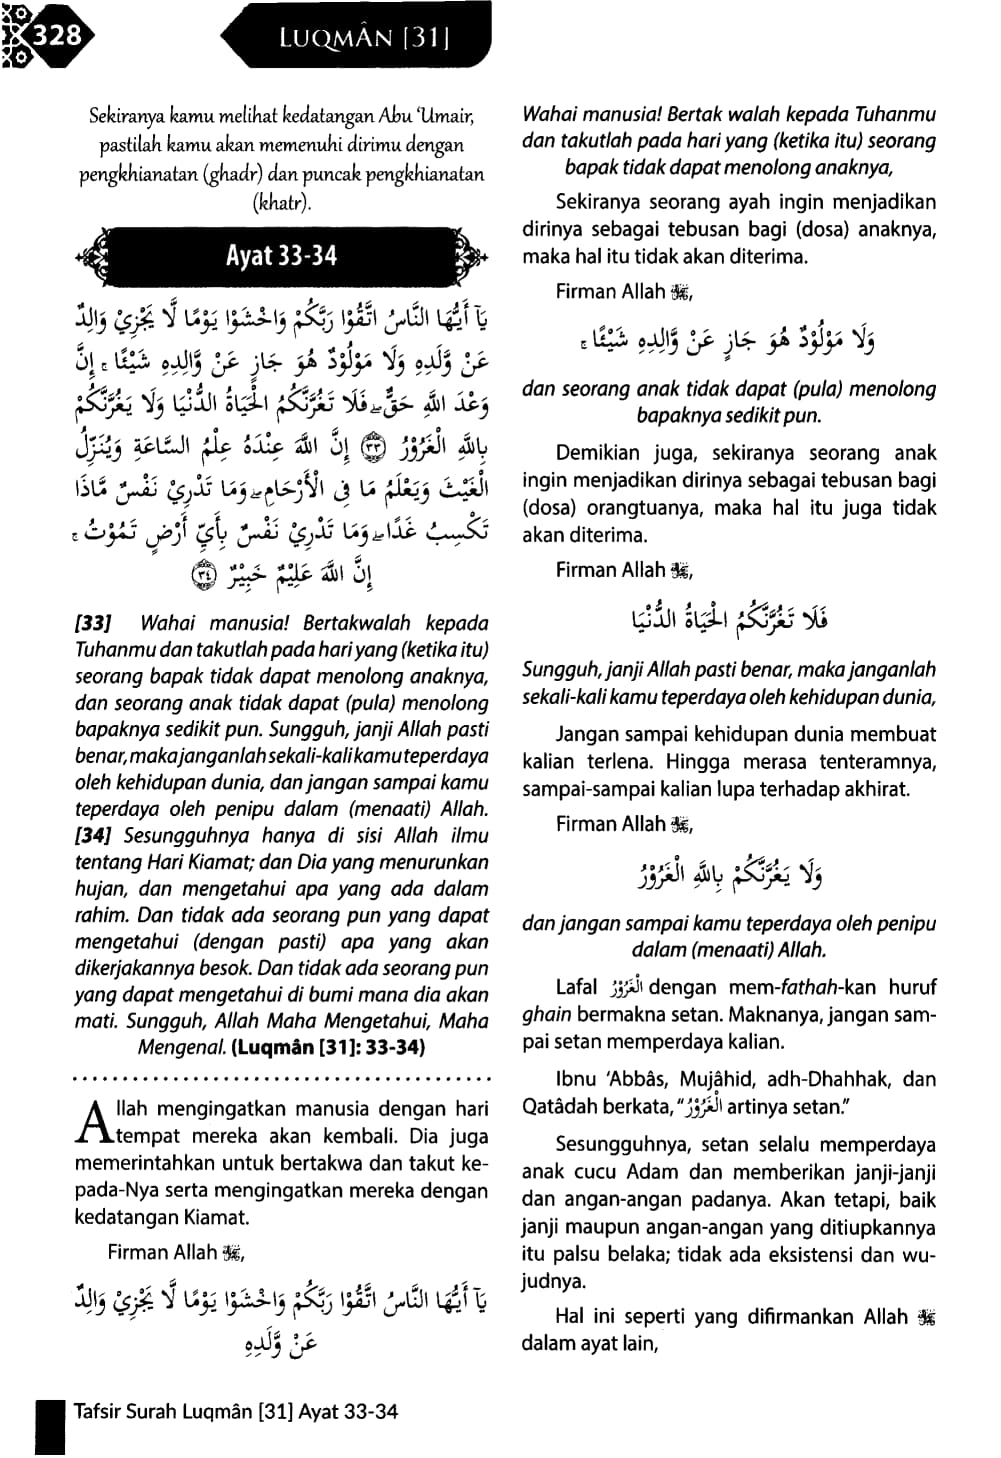 328
LUQMÂN [31]
Sekiranya kamu melihat kedatangan Abu ‘Umair,
pastilah kamu akan memenuhi dirimu dengan
pengkhianatan (ghadr) dan puncak pengkhianatan
(khatr).
Ayat 33-34
يَآ أَيُّهَا النَّاسُ اتَّقُوْا رَبَّكُمْ وَاخْشَوْا يَوْمًا لَّا يَجْزِيْ وَالِدٌ
عَنْ وَّلَدِهِ وَلَا مَوْلُوْدٌ هُوَ جَازٍ عَنْ وَّالِدِهِ شَيْئًا ۚ إِنَّ
وَعْدَ اللَّهِ حَقٌّ ۖ فَلَا تَغُرَّنَّكُمُ الْحَيَاةُ الدُّنْيَا وَلَا يَغُرَّنَّكُمْ
بِاللَّهِ الْغَرُوْرُ ﴿٣٣﴾ إِنَّ اللَّهَ عِنْدَهُ عِلْمُ السَّاعَةِ وَيُنَزِّلُ
الْغَيْثَ وَيَعْلَمُ مَا فِي الْأَرْحَامِ ۖ وَمَا تَدْرِيْ نَفْسٌ مَّاذَا
تَكْسِبُ غَدًا ۖ وَمَا تَدْرِيْ نَفْسٌ بِأَيِّ أَرْضٍ تَمُوْتُ ۚ
إِنَّ اللَّهَ عَلِيْمٌ خَبِيْرٌ ﴿٣٤﴾
[33] Wahai manusia! Bertakwalah kepada
Tuhanmu dan takutlah pada hari yang (ketika itu)
seorang bapak tidak dapat menolong anaknya,
dan seorang anak tidak dapat (pula) menolong
bapaknya sedikit pun. Sungguh, janji Allah pasti
benar, maka janganlah sekali-kali kamu teperdaya
oleh kehidupan dunia, dan jangan sampai kamu
teperdaya oleh penipu dalam (menaati) Allah.
[34] Sesungguhnya hanya di sisi Allah ilmu
tentang Hari Kiamat; dan Dia yang menurunkan
hujan, dan mengetahui apa yang ada dalam
rahim. Dan tidak ada seorang pun yang dapat
mengetahui (dengan pasti) apa yang akan
dikerjakannya besok. Dan tidak ada seorang pun
yang dapat mengetahui di bumi mana dia akan
mati. Sungguh, Allah Maha Mengetahui, Maha
Mengenal. (Luqmân [31]: 33-34)
Allah mengingatkan manusia dengan hari
tempat mereka akan kembali. Dia juga
memerintahkan untuk bertakwa dan takut ke-
pada-Nya serta mengingatkan mereka dengan
kedatangan Kiamat.
Firman Allah ﷻ,
يَآ أَيُّهَا النَّاسُ اتَّقُوْا رَبَّكُمْ وَاخْشَوْا يَوْمًا لَّا يَجْزِيْ وَالِدٌ
عَنْ وَّلَدِهِ
Wahai manusia! Bertak walah kepada Tuhanmu
dan takutlah pada hari yang (ketika itu) seorang
bapak tidak dapat menolong anaknya,
Sekiranya seorang ayah ingin menjadikan
dirinya sebagai tebusan bagi (dosa) anaknya,
maka hal itu tidak akan diterima.
Firman Allah ﷻ,
وَلَا مَوْلُوْدٌ هُوَ جَازٍ عَنْ وَّالِدِهِ شَيْئًا ۚ
dan seorang anak tidak dapat (pula) menolong
bapaknya sedikit pun.
Demikian juga, sekiranya seorang anak
ingin menjadikan dirinya sebagai tebusan bagi
(dosa) orangtuanya, maka hal itu juga tidak
akan diterima.
Firman Allah ﷻ,
فَلَا تَغُرَّنَّكُمُ الْحَيَاةُ الدُّنْيَا
Sungguh, janji Allah pasti benar, maka janganlah
sekali-kali kamu teperdaya oleh kehidupan dunia,
Jangan sampai kehidupan dunia membuat
kalian terlena. Hingga merasa tenteramnya,
sampai-sampai kalian lupa terhadap akhirat.
Firman Allah ﷻ,
وَلَا يَغُرَّنَّكُمْ بِاللَّهِ الْغَرُوْرُ
dan jangan sampai kamu teperdaya oleh penipu
dalam (menaati) Allah.
Lafal الْغَرُوْرُ dengan mem-fathah-kan huruf
ghain bermakna setan. Maknanya, jangan sam-
pai setan memperdaya kalian.
Ibnu ‘Abbâs, Mujâhid, adh-Dhahhak, dan
Qatâdah berkata, “الْغَرُوْرُ artinya setan.”
Sesungguhnya, setan selalu memperdaya
anak cucu Adam dan memberikan janji-janji
dan angan-angan padanya. Akan tetapi, baik
janji maupun angan-angan yang ditiupkannya
itu palsu belaka; tidak ada eksistensi dan wu-
judnya.
Hal ini seperti yang difirmankan Allah ﷻ
dalam ayat lain,
Tafsir Surah Luqmân [31] Ayat 33-34